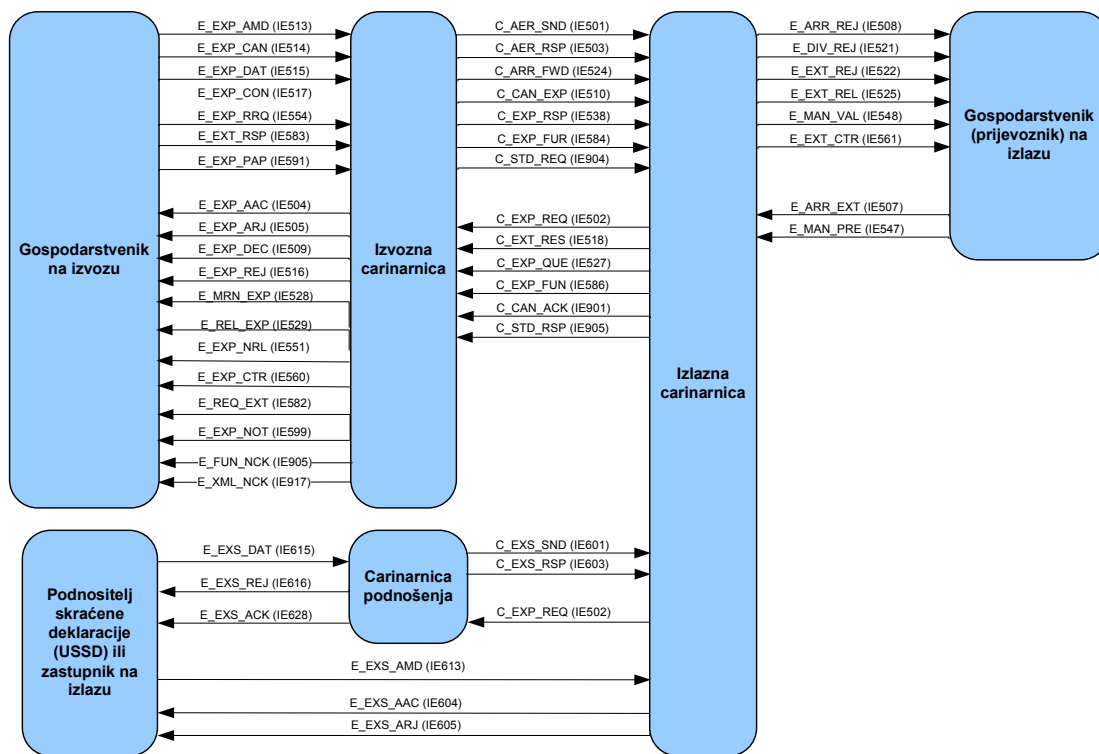 E_EXP_AMD (IE513)
E_EXP_CAN (IE514)
E_EXP_DAT (IE515)
E_EXP_CON (IE517)
E_EXP_RRQ (IE554)
E_EXT_RSP (IE583)
E_EXP_PAP (IE591)
E_EXP_AAC (IE504)
E_EXP_ARJ (IE505)
E_EXP_DEC (IE509)
E_EXP_REJ (IE516)
E_MRN_EXP (IE528)
E_REL_EXP (IE529)
E_EXP_NRL (IE551)
E_EXP_CTR (IE560)
E_REQ_EXT (IE582)
E_EXP_NOT (IE599)
E_FUN_NCK (IE905)
E_XML_NCK (IE917)
Gospodarstvenik
na izvozu
Izvozna
carinarnica
C_AER_SND (IE501)
C_AER_RSP (IE503)
C_ARR_FWD (IE524)
C_CAN_EXP (IE510)
C_EXP_RSP (IE538)
C_EXP_FUR (IE584)
C_STD_REQ (IE904)
C_EXP_REQ (IE502)
C_EXT_RES (IE518)
C_EXP_QUE (IE527)
C_EXP_FUN (IE586)
C_CAN_ACK (IE901)
C_STD_RSP (IE905)
Izlazna
carinarnica
E_ARR_REJ (IE508)
E_DIV_REJ (IE521)
E_EXT_REJ (IE522)
E_EXT_REL (IE525)
E_MAN_VAL (IE548)
E_EXT_CTR (IE561)
E_ARR_EXT (IE507)
E_MAN_PRE (IE547)
Gospodarstvenik
(prijevoznik) na
izlazu
Podnositelj
skraćene
deklaracije
(USSD) ili
zastupnik na
izlazu
E_EXS_DAT (IE615)
E_EXS_REJ (IE616)
E_EXS_ACK (IE628)
Carinarnica
podnošenja
C_EXS_SND (IE601)
C_EXS_RSP (IE603)
C_EXP_REQ (IE502)
E_EXS_AMD (IE613)
E_EXS_AAC (IE604)
E_EXS_ARJ (IE605)